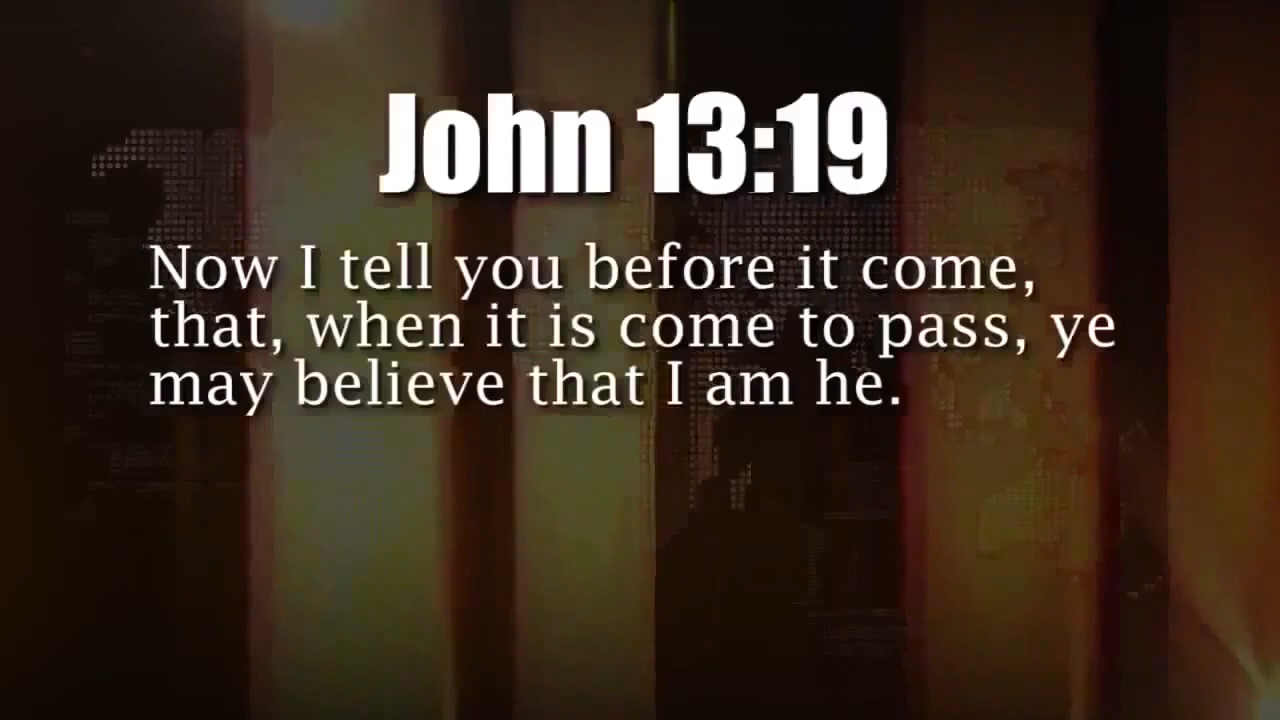 John 13:19
Now I tell you before it come,
that, when it is come to pass, ye
may believe that I am he.